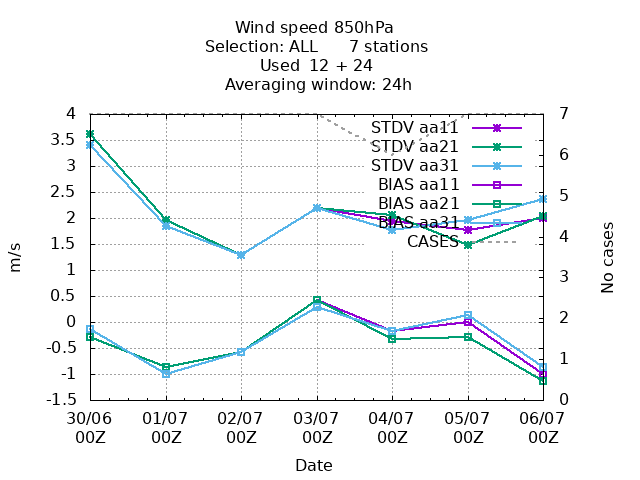 Wind speed 850hPa
Selection: ALL      7 stations
Used  12 + 24
Averaging window: 24h
STDV aa11
STDV aa21
STDV aa31
BIAS aa11
BIAS aa21
BIAS aa31
CASES
4
3.5
3
2.5
2
1.5
1
0.5
0
-0.5
-1
-1.5
m/s
7
6
5
4
3
2
1
0
No cases
30/06 01/07 02/07 03/07 04/07 05/07 06/07
00Z 00Z 00Z 00Z 00Z 00Z 00Z
Date